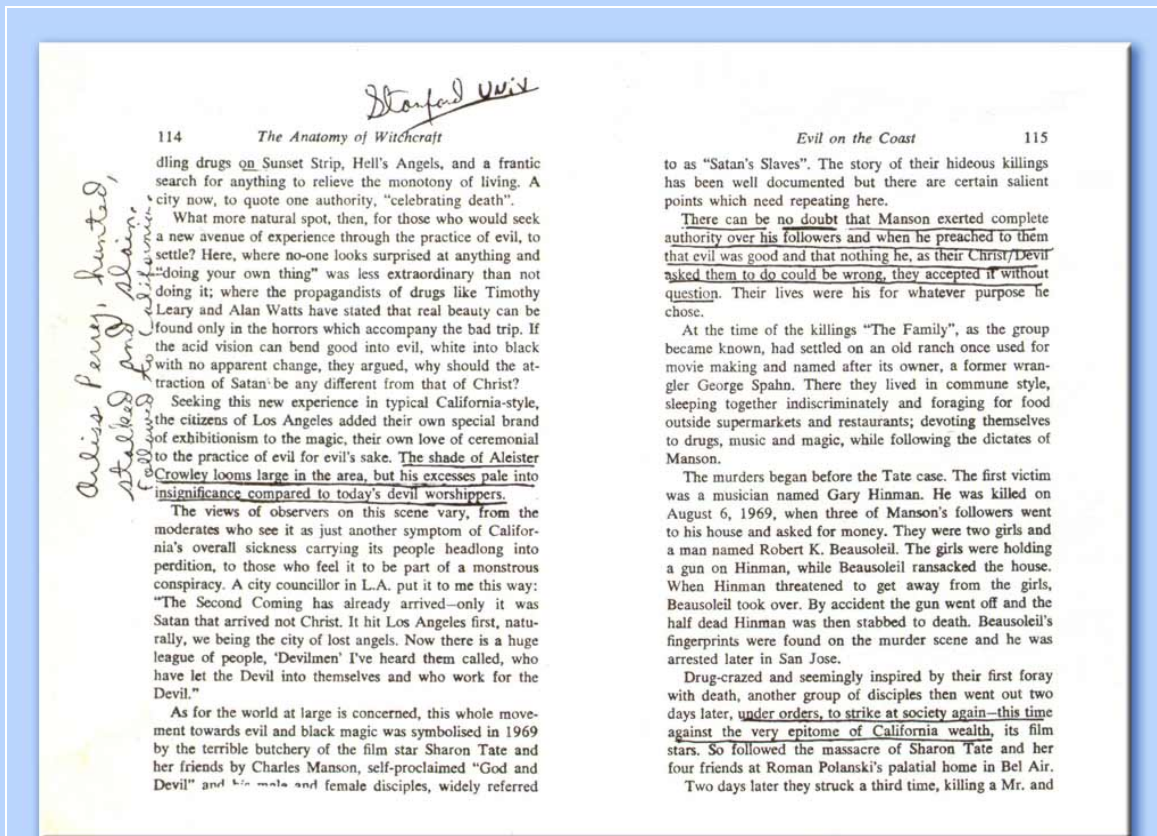 Stanford Univ
114 The Anatomy of Witchcraft
dling drugs on Sunset Strip, Hell's Angels, and a frantic
search for anything to relieve the monotony of living. A
city now, to quote one authority, "celebrating death".
What more natural spot, then, for those who would seek
a new avenue of experience through the practice of evil, to
settle? Here, where no-one looks surprised at anything and
"doing your own thing" was less extraordinary than not
doing it; where the propagandists of drugs like Timothy
Leary and Alan Watts have stated that real beauty can be
found only in the horrors which accompany the bad trip. If
the acid vision can bend good into evil, white into black
with no apparent change, they argued, why should the at-
traction of Satan be any different from that of Christ?
Seeking this new experience in typical California-style,
the citizens of Los Angeles added their own special brand
of exhibitionism to the magic, their own love of ceremonial
to the practice of evil for evil's sake. The shade of Aleister
Crowley looms large in the area, but his excesses pale into
insignificance compared to today's devil worshippers.
The views of observers on this scene vary, from the
moderates who see it as just another symptom of Califor-
nia's overall sickness carrying its people headlong into
perdition, to those who feel it to be part of a monstrous
conspiracy. A city councillor in L.A. put it to me this way:
"The Second Coming has already arrived—only it was
Satan that arrived not Christ. It hit Los Angeles first, natu-
rally, we being the city of lost angels. Now there is a huge
league of people, 'Devilmen' I've heard them called, who
have let the Devil into themselves and who work for the
Devil."
As for the world at large is concerned, this whole move-
ment towards evil and black magic was symbolised in 1969
by the terrible butchery of the film star Sharon Tate and
her friends by Charles Manson, self-proclaimed "God and
Devil" and his male and female disciples, widely referred
arliss Perry, hunted,
stalked and slain.
Followed to California.
Evil on the Coast 115
to as "Satan's Slaves". The story of their hideous killings
has been well documented but there are certain salient
points which need repeating here.
There can be no doubt that Manson exerted complete
authority over his followers and when he preached to them
that evil was good and that nothing he, as their Christ/Devil
asked them to do could be wrong, they accepted it without
question. Their lives were his for whatever purpose he
chose.
At the time of the killings "The Family", as the group
became known, had settled on an old ranch once used for
movie making and named after its owner, a former wran-
gler George Spahn. There they lived in commune style,
sleeping together indiscriminately and foraging for food
outside supermarkets and restaurants; devoting themselves
to drugs, music and magic, while following the dictates of
Manson.
The murders began before the Tate case. The first victim
was a musician named Gary Hinman. He was killed on
August 6, 1969, when three of Manson's followers went
to his house and asked for money. They were two girls and
a man named Robert K. Beausoleil. The girls were holding
a gun on Hinman, while Beausoleil ransacked the house.
When Hinman threatened to get away from the girls,
Beausoleil took over. By accident the gun went off and the
half dead Hinman was then stabbed to death. Beausoleil's
fingerprints were found on the murder scene and he was
arrested later in San Jose.
Drug-crazed and seemingly inspired by their first foray
with death, another group of disciples then went out two
days later, under orders, to strike at society again—this time
against the very epitome of California wealth, its film
stars. So followed the massacre of Sharon Tate and her
four friends at Roman Polanski's palatial home in Bel Air.
Two days later they struck a third time, killing a Mr. and